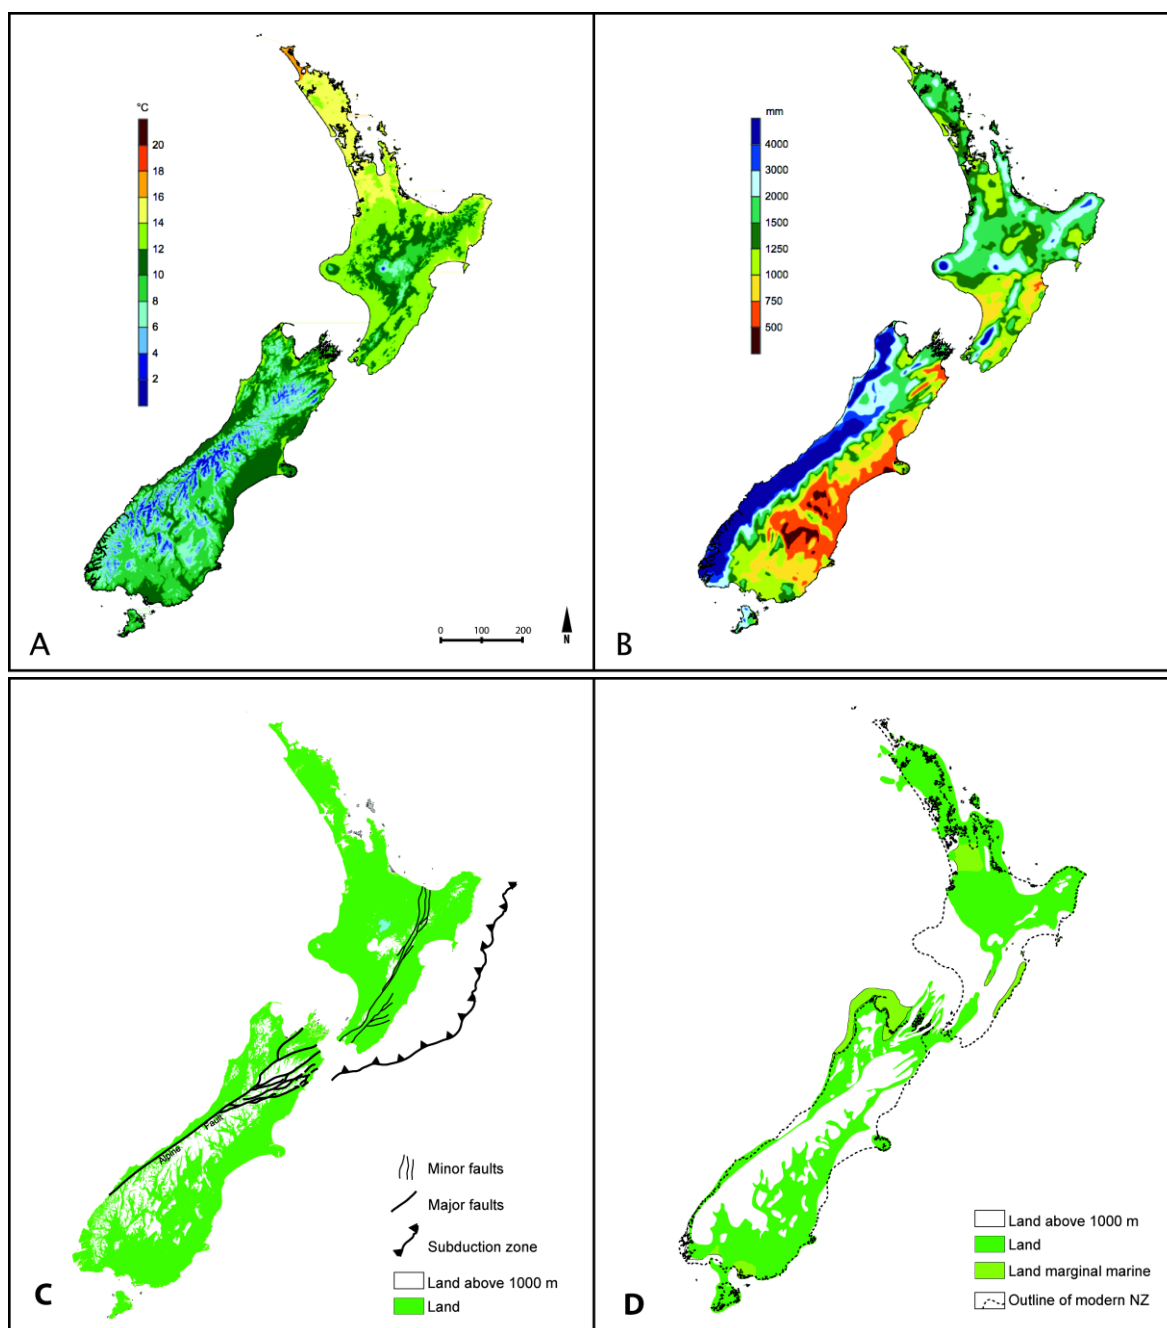 °C
20
18
16
14
12
10
8
6
4
2
A
0 100 200
N
mm
4000
3000
2000
1500
1250
1000
750
500
B
Alpine Fault
Minor faults
Major faults
Subduction zone
Land above 1000 m
Land
C
Land above 1000 m
Land
Land marginal marine
Outline of modern NZ
D